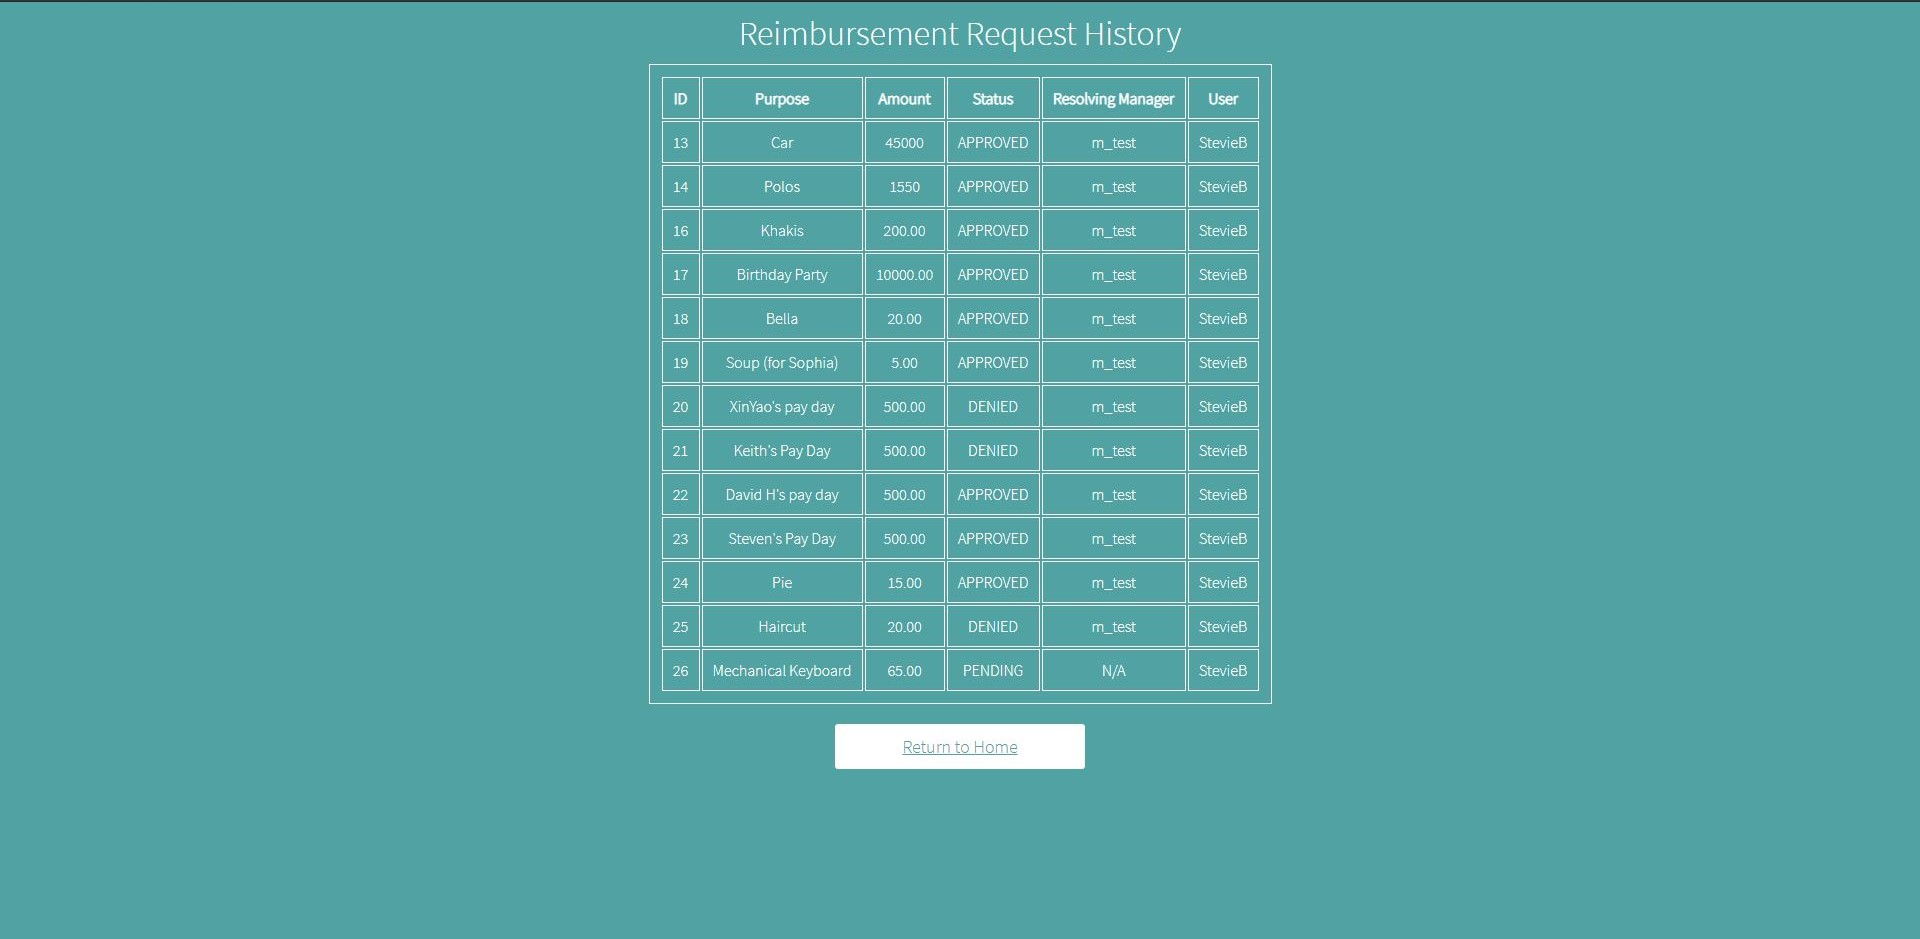 Reimbursement Request History
ID Purpose Amount Status Resolving Manager User
13 Car 45000 APPROVED m_test StevieB
14 Polos 1550 APPROVED m_test StevieB
16 Khakis 200.00 APPROVED m_test StevieB
17 Birthday Party 10000.00 APPROVED m_test StevieB
18 Bella 20.00 APPROVED m_test StevieB
19 Soup (for Sophia) 5.00 APPROVED m_test StevieB
20 XinYao's pay day 500.00 DENIED m_test StevieB
21 Keith's Pay Day 500.00 DENIED m_test StevieB
22 David H's pay day 500.00 APPROVED m_test StevieB
23 Steven's Pay Day 500.00 APPROVED m_test StevieB
24 Pie 15.00 APPROVED m_test StevieB
25 Haircut 20.00 DENIED m_test StevieB
26 Mechanical Keyboard 65.00 PENDING N/A StevieB
Return to Home